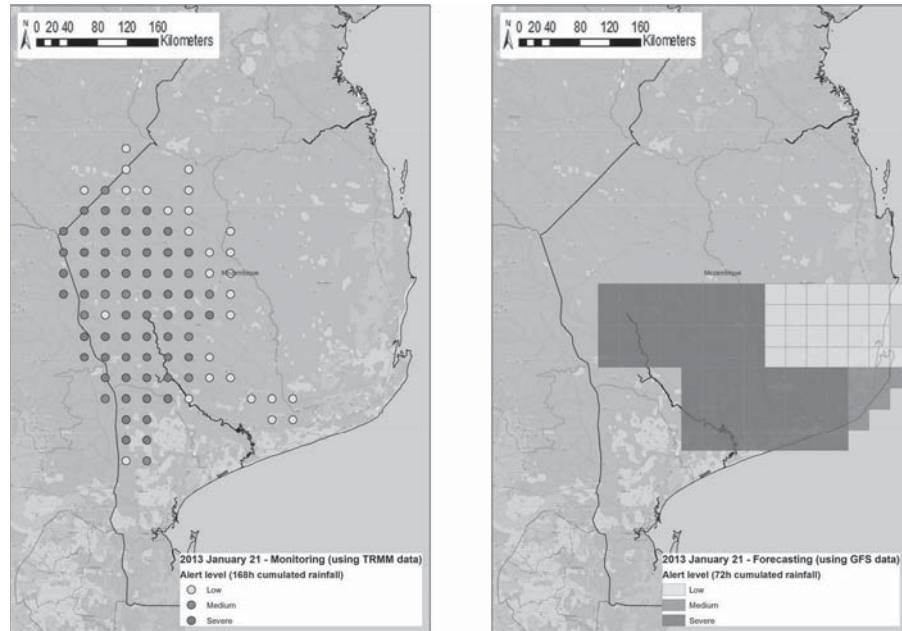 N
0 20 40 80 120 160
Kilometers
Mozambique
2013 January 21 - Monitoring (using TRMM data)
Alert level (168h cumulated rainfall)
Low
Medium
Severe
N
0 20 40 80 120 160
Kilometers
Mozambique
2013 January 21 - Forecasting (using GFS data)
Alert level (72h cumulated rainfall)
Low
Medium
Severe